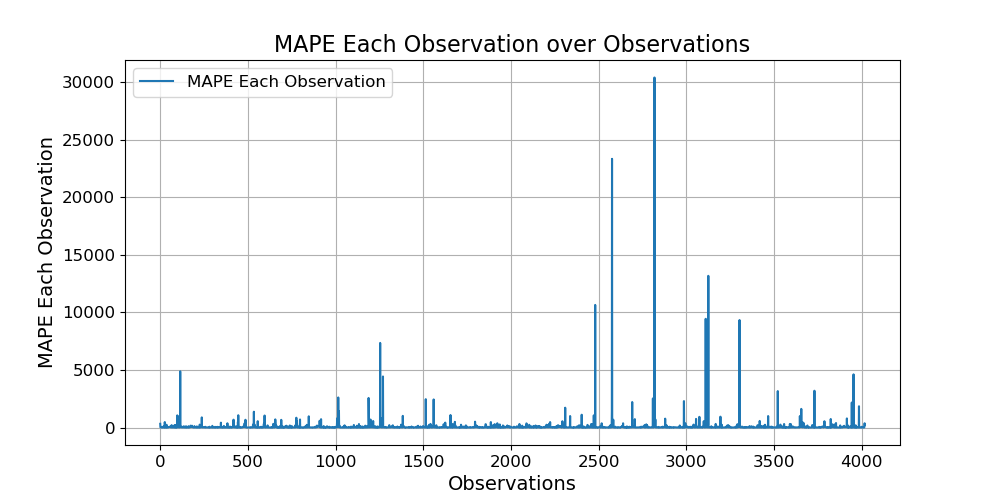 MAPE Each Observation over Observations
MAPE Each Observation
30000
25000
20000
15000
10000
5000
0
MAPE Each Observation
0 500 1000 1500 2000 2500 3000 3500 4000
Observations